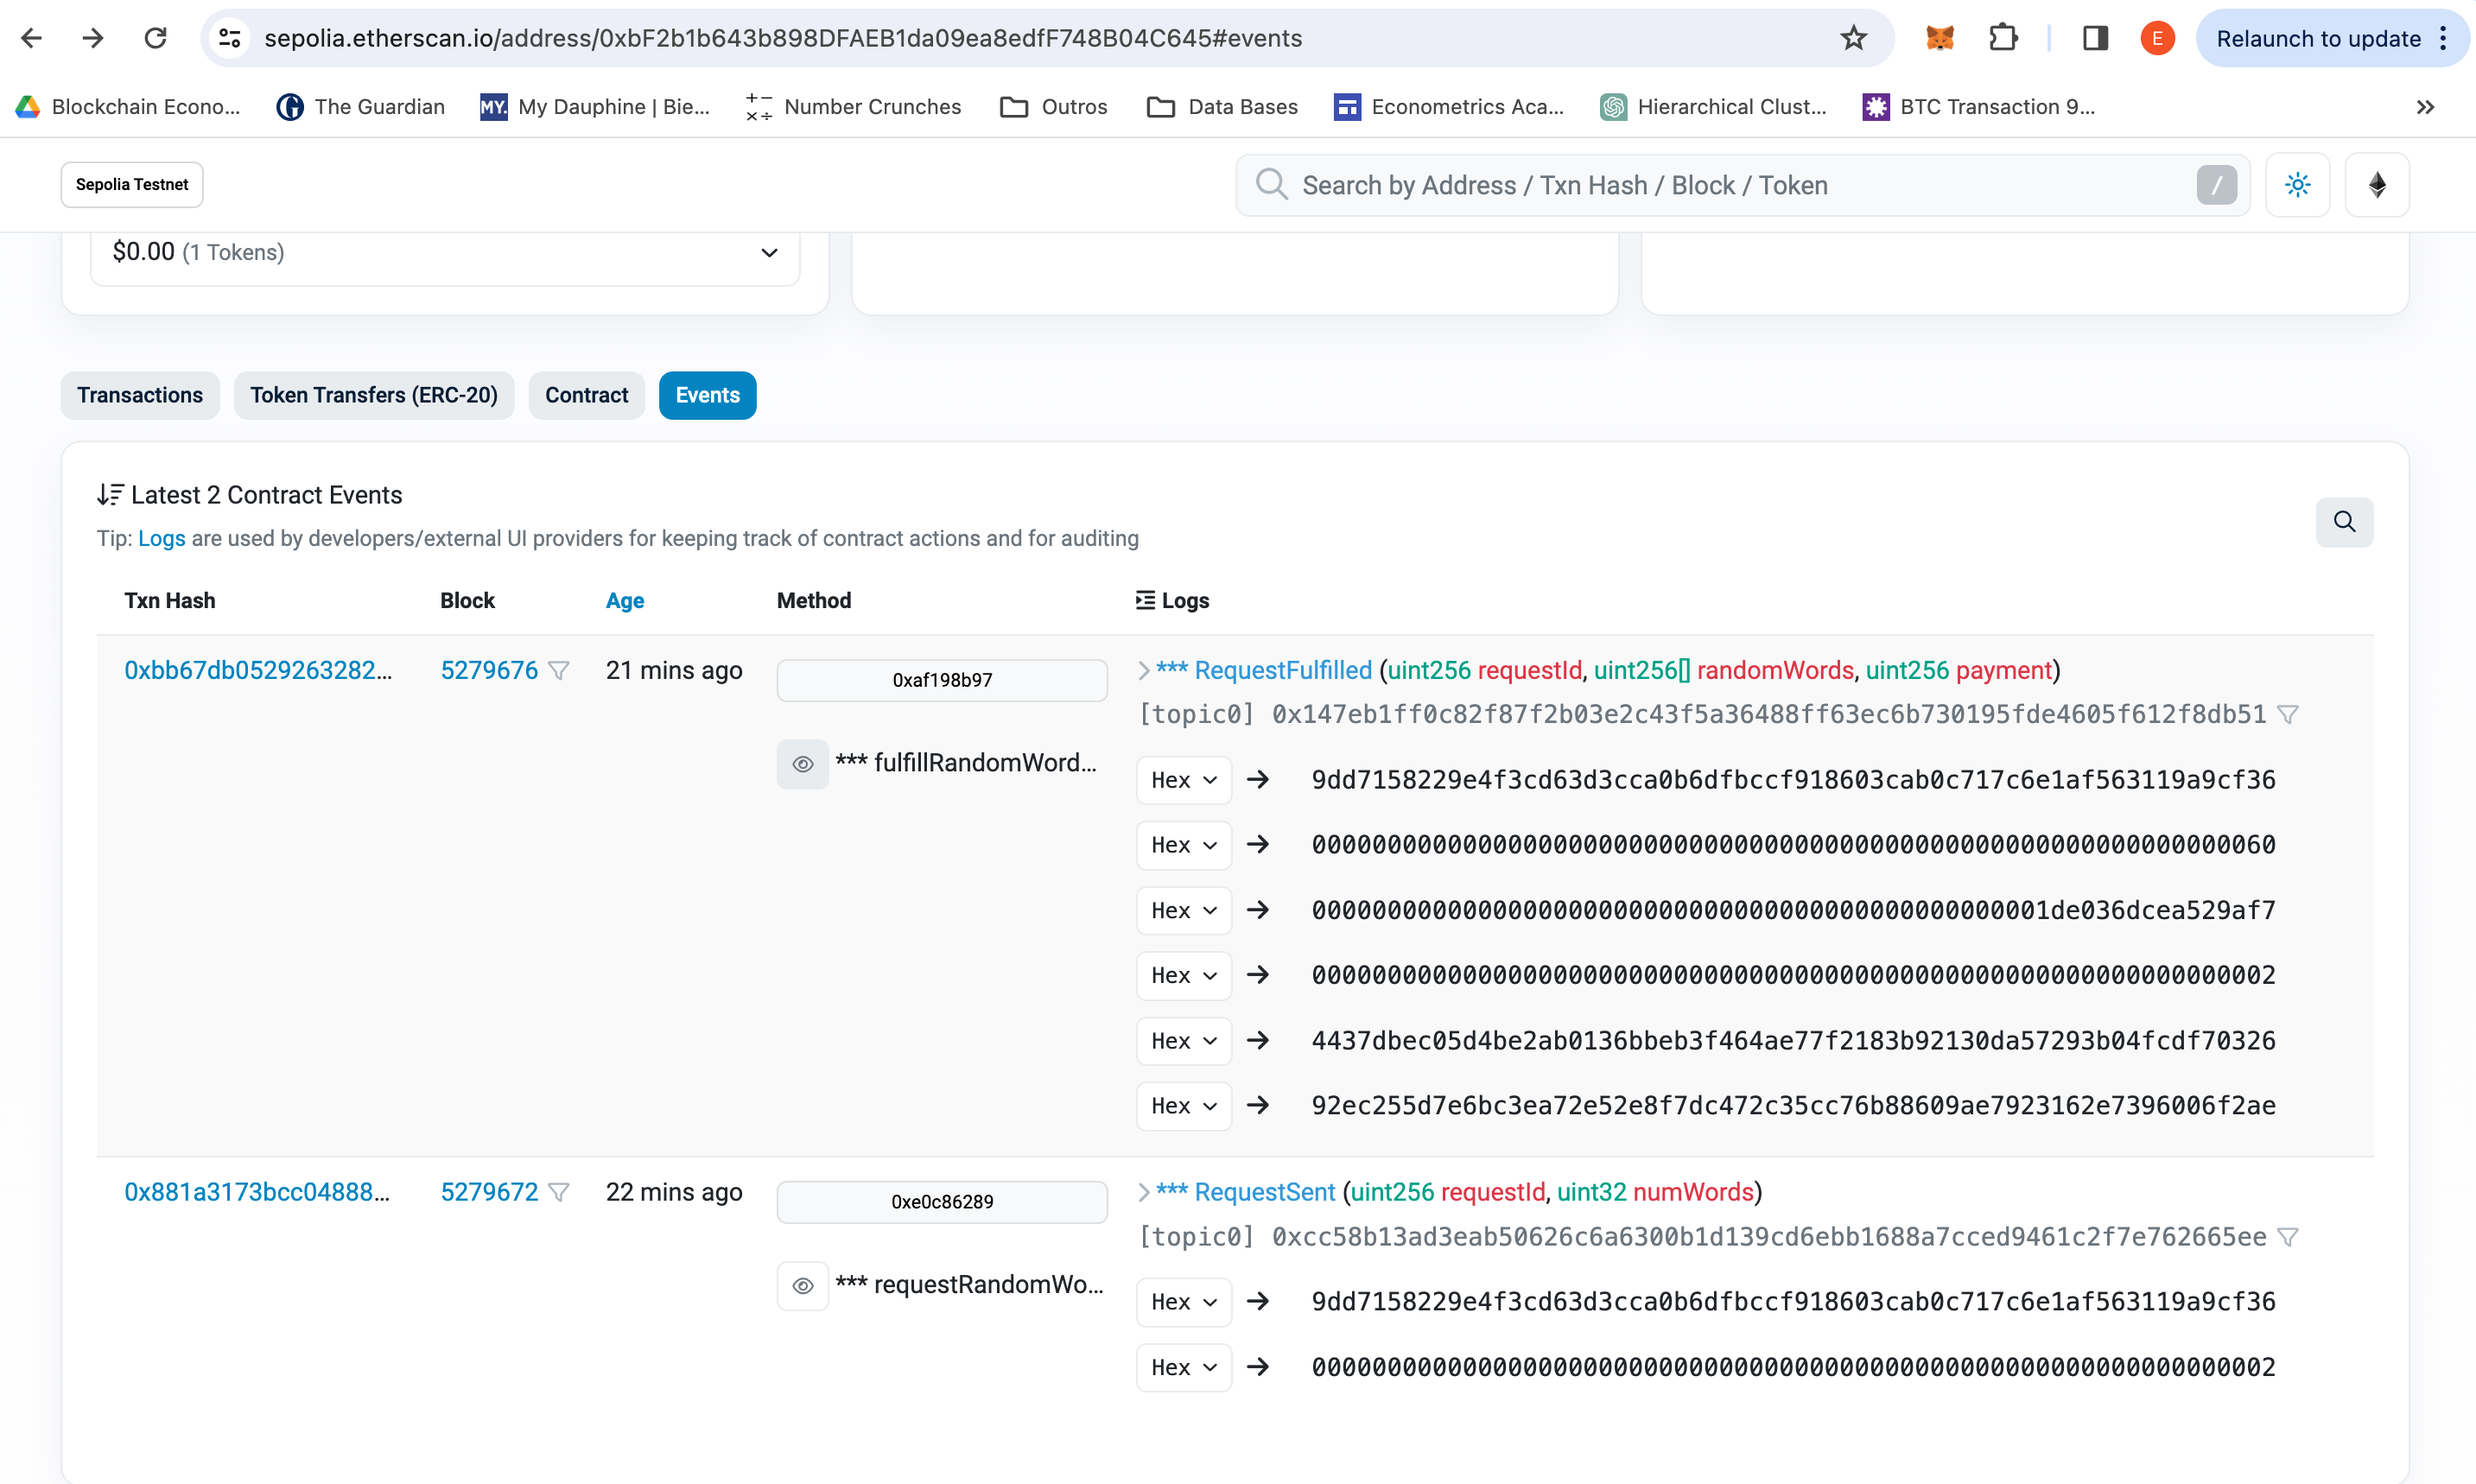 sepolia.etherscan.io/address/0xbF2b1b643b898DFAEB1da09ea8edfF748B04C645#events
E
Relaunch to update
Blockchain Econo...
The Guardian
MY. My Dauphine | Bie...
Number Crunches
Outros
Data Bases
Econometrics Aca...
Hierarchical Clust...
BTC Transaction 9...
Sepolia Testnet
Search by Address / Txn Hash / Block / Token
/
$0.00 (1 Tokens)
Transactions
Token Transfers (ERC-20)
Contract
Events
Latest 2 Contract Events
Tip: Logs are used by developers/external UI providers for keeping track of contract actions and for auditing
Txn Hash Block Age Method Logs
0xbb67db0529263282... 5279676 21 mins ago 0xaf198b97 *** RequestFulfilled (uint256 requestId, uint256[] randomWords, uint256 payment)
[topic0] 0x147eb1ff0c82f87f2b03e2c43f5a36488ff63ec6b730195fde4605f612f8db51
*** fulfillRandomWord...
Hex 9dd7158229e4f3cd63d3cca0b6dfbccf918603cab0c717c6e1af563119a9cf36
Hex 0000000000000000000000000000000000000000000000000000000000000060
Hex 0000000000000000000000000000000000000000000000001de036dcea529af7
Hex 0000000000000000000000000000000000000000000000000000000000000002
Hex 4437dbec05d4be2ab0136bbeb3f464ae77f2183b92130da57293b04fcdf70326
Hex 92ec255d7e6bc3ea72e52e8f7dc472c35cc76b88609ae7923162e7396006f2ae
0x881a3173bcc04888... 5279672 22 mins ago 0xe0c86289 *** RequestSent (uint256 requestId, uint32 numWords)
[topic0] 0xcc58b13ad3eab50626c6a6300b1d139cd6ebb1688a7cced9461c2f7e762665ee
*** requestRandomWo...
Hex 9dd7158229e4f3cd63d3cca0b6dfbccf918603cab0c717c6e1af563119a9cf36
Hex 0000000000000000000000000000000000000000000000000000000000000002